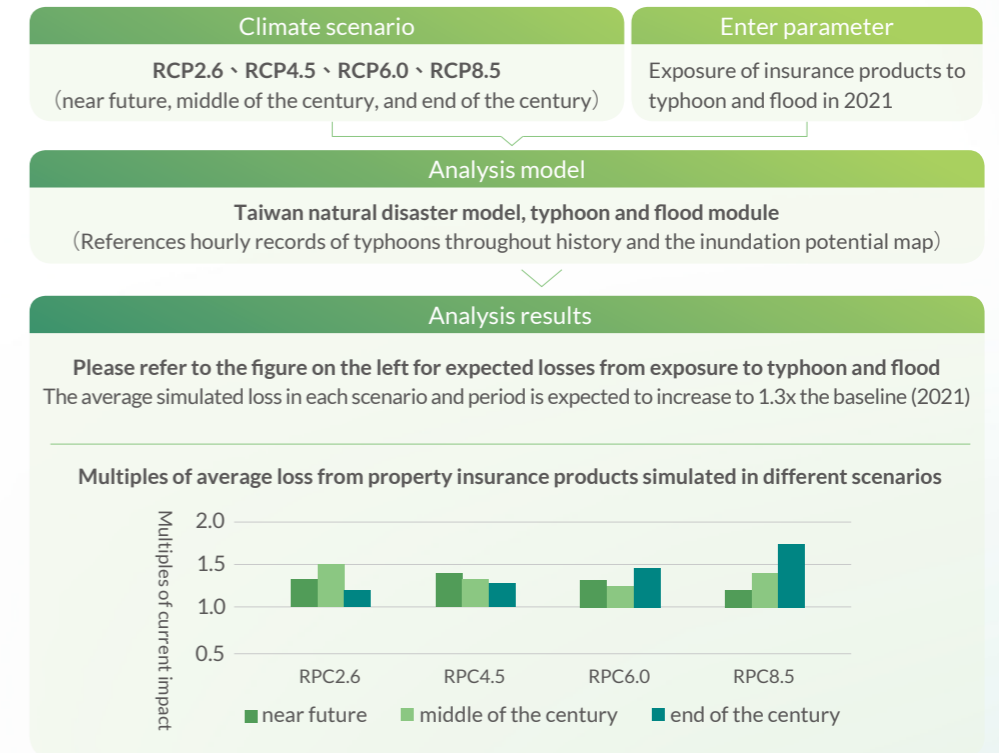 Climate scenario
RCP2.6、RCP4.5、RCP6.0、RCP8.5
（near future, middle of the century, and end of the century）
Enter parameter
Exposure of insurance products to
typhoon and flood in 2021
Analysis model
Taiwan natural disaster model, typhoon and flood module
（References hourly records of typhoons throughout history and the inundation potential map）
Analysis results
Please refer to the figure on the left for expected losses from exposure to typhoon and flood
The average simulated loss in each scenario and period is expected to increase to 1.3x the baseline (2021)
Multiples of average loss from property insurance products simulated in different scenarios
Multiples of current impact
2.0
1.5
1.0
0.5
RPC2.6
RPC4.5
RPC6.0
RPC8.5
near future
middle of the century
end of the century